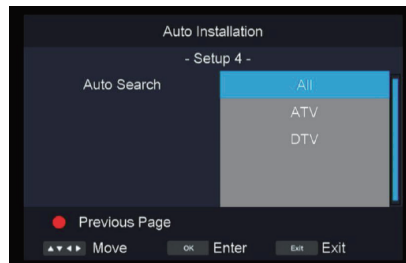 Auto Installation
- Setup 4 -
Auto Search
All
ATV
DTV
Previous Page
Move OK Enter Exit Exit